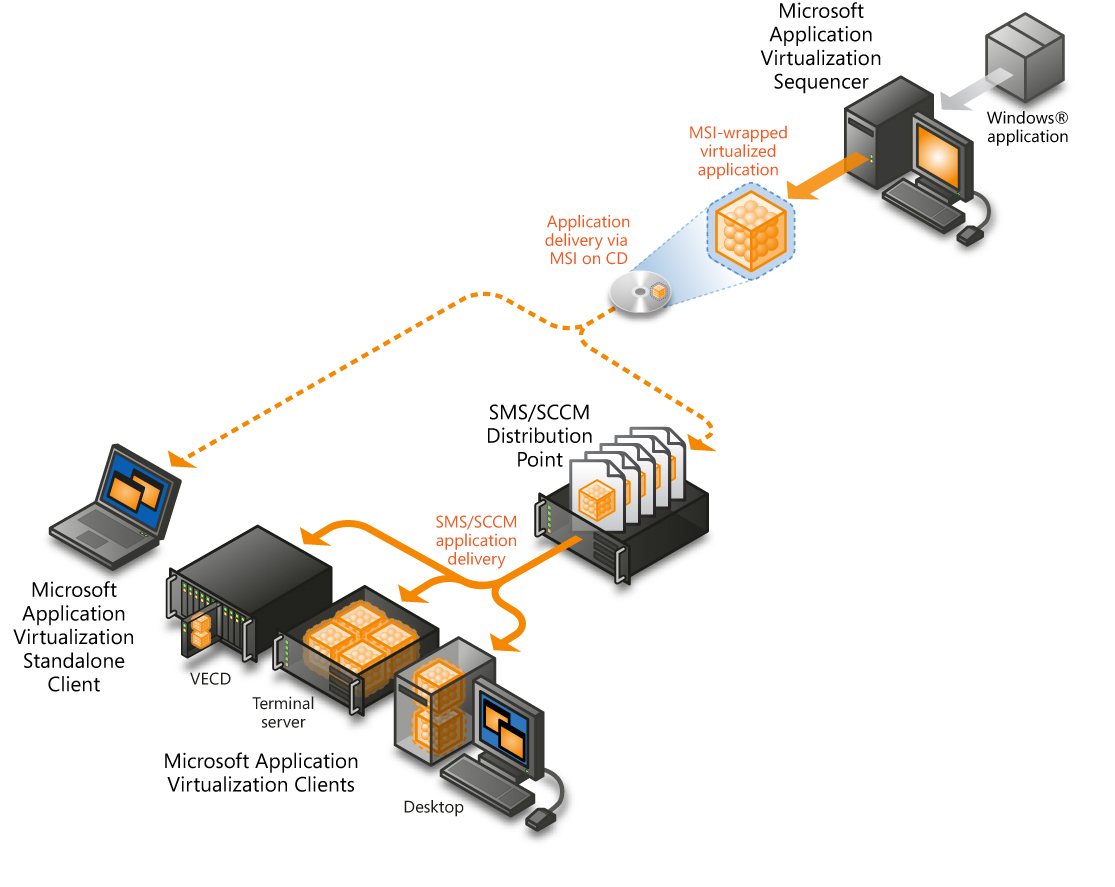 Microsoft
Application
Virtualization
Sequencer
Windows®
application
MSI-wrapped
virtualized
application
Application
delivery via
MSI on CD
SMS/SCCM
Distribution
Point
SMS/SCCM
application
delivery
Microsoft
Application
Virtualization
Standalone
Client
VECD
Terminal
server
Microsoft Application
Virtualization Clients
Desktop